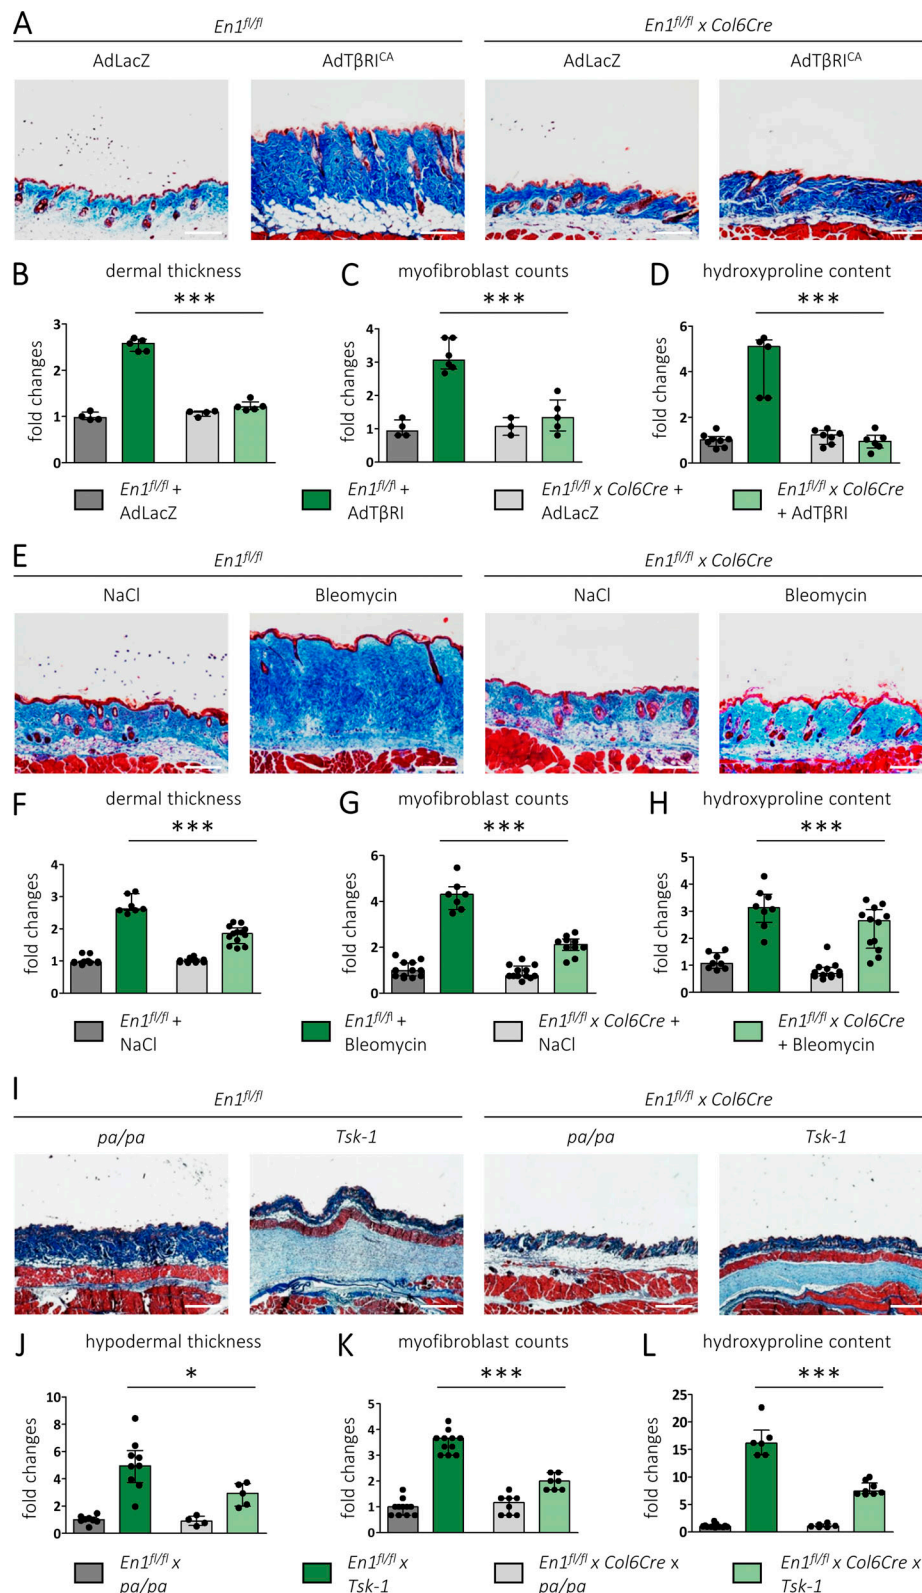 A
En1fl/fl
En1fl/fl x Col6Cre
AdLacZ
AdTβRICA
AdLacZ
AdTβRICA
B
dermal thickness
***
fold changes
3
2
1
0
C
myofibroblast counts
***
fold changes
4
3
2
1
0
D
hydroxyproline content
***
fold changes
6
4
2
0
En1fl/fl +
AdLacZ
En1fl/fl +
AdTβRI
En1fl/fl x Col6Cre +
AdLacZ
En1fl/fl x Col6Cre
+ AdTβRI
E
En1fl/fl
En1fl/fl x Col6Cre
NaCl
Bleomycin
NaCl
Bleomycin
F
dermal thickness
***
fold changes
4
3
2
1
0
G
myofibroblast counts
***
fold changes
6
4
2
0
H
hydroxyproline content
***
fold changes
5
4
3
2
1
0
En1fl/fl +
NaCl
En1fl/fl +
Bleomycin
En1fl/fl x Col6Cre +
NaCl
En1fl/fl x Col6Cre
+ Bleomycin
I
En1fl/fl
En1fl/fl x Col6Cre
pa/pa
Tsk-1
pa/pa
Tsk-1
J
hypodermal thickness
*
fold changes
10
8
6
4
2
0
K
myofibroblast counts
***
fold changes
5
4
3
2
1
0
L
hydroxyproline content
***
fold changes
25
20
15
10
5
0
En1fl/fl x
pa/pa
En1fl/fl x
Tsk-1
En1fl/fl x Col6Cre x
pa/pa
En1fl/fl x Col6Cre x
Tsk-1